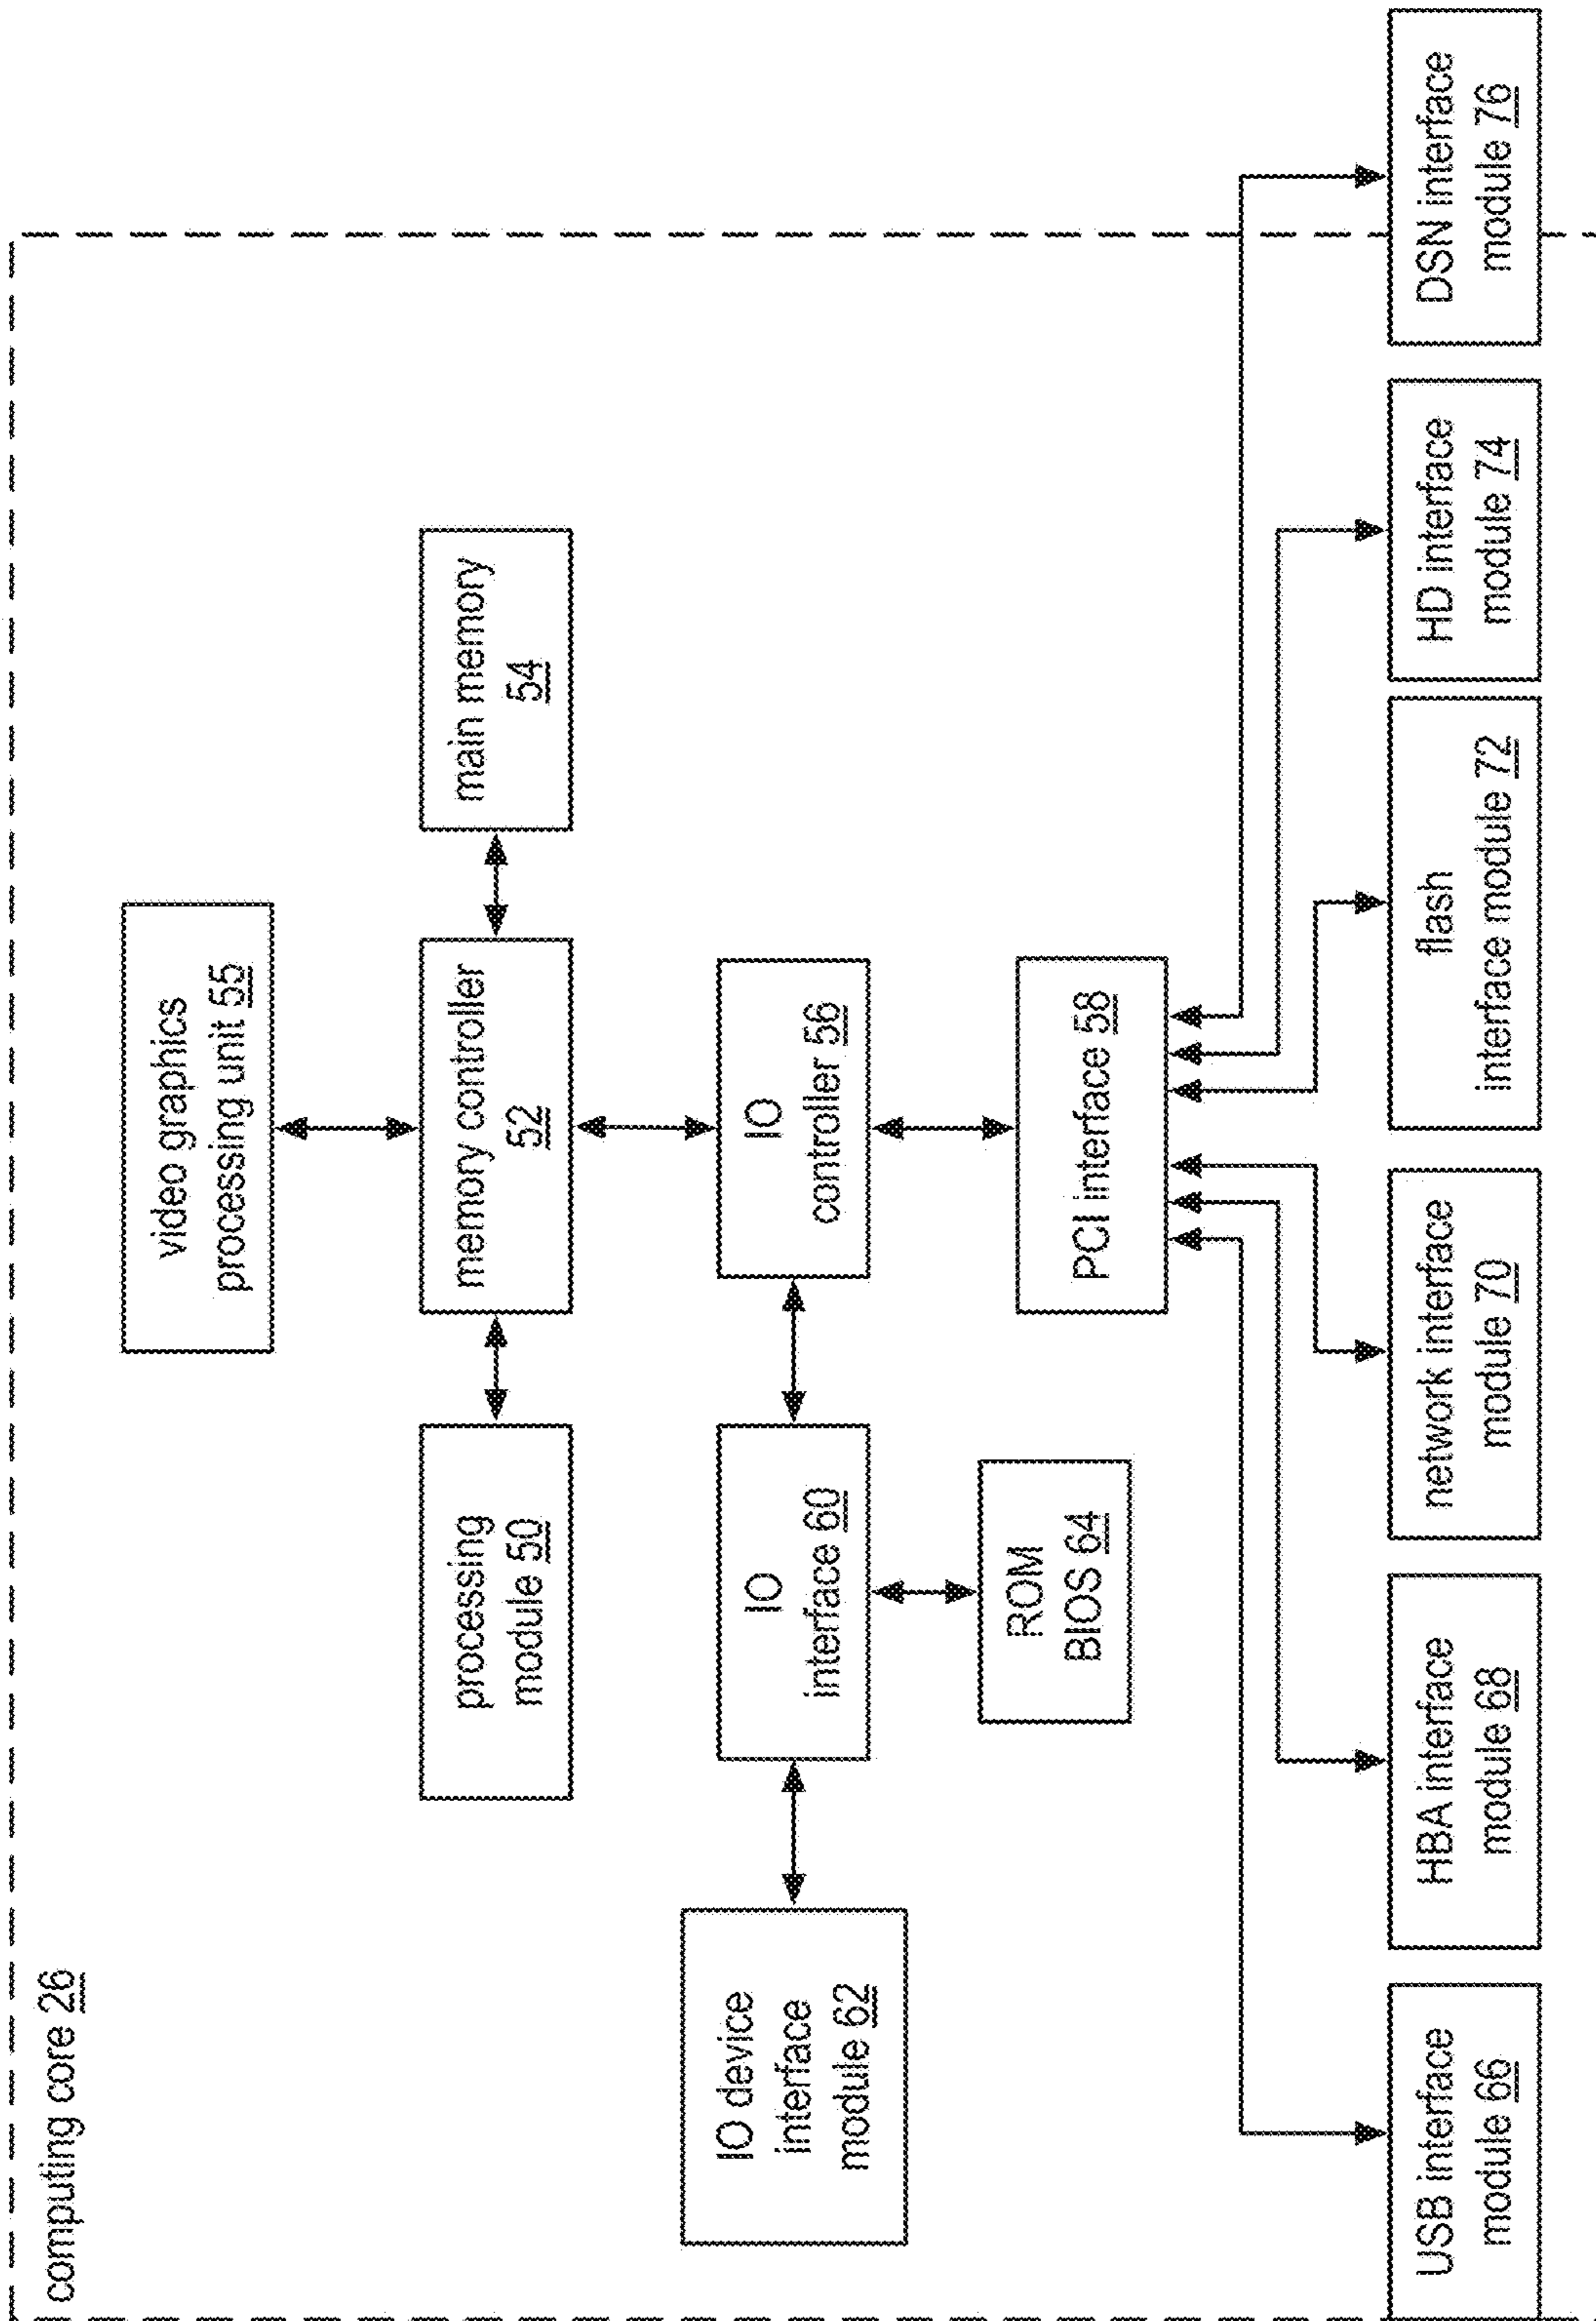 computing core 26
video graphics
processing unit 55
processing
module 50
memory controller
52
main memory
54
IO device
interface
module 62
IO
interface 60
IO
controller 56
ROM
BIOS 64
PCI interface 58
USB interface
module 66
HBA interface
module 68
network interface
module 70
flash
interface module 72
HD interface
module 74
DSN interface
module 76